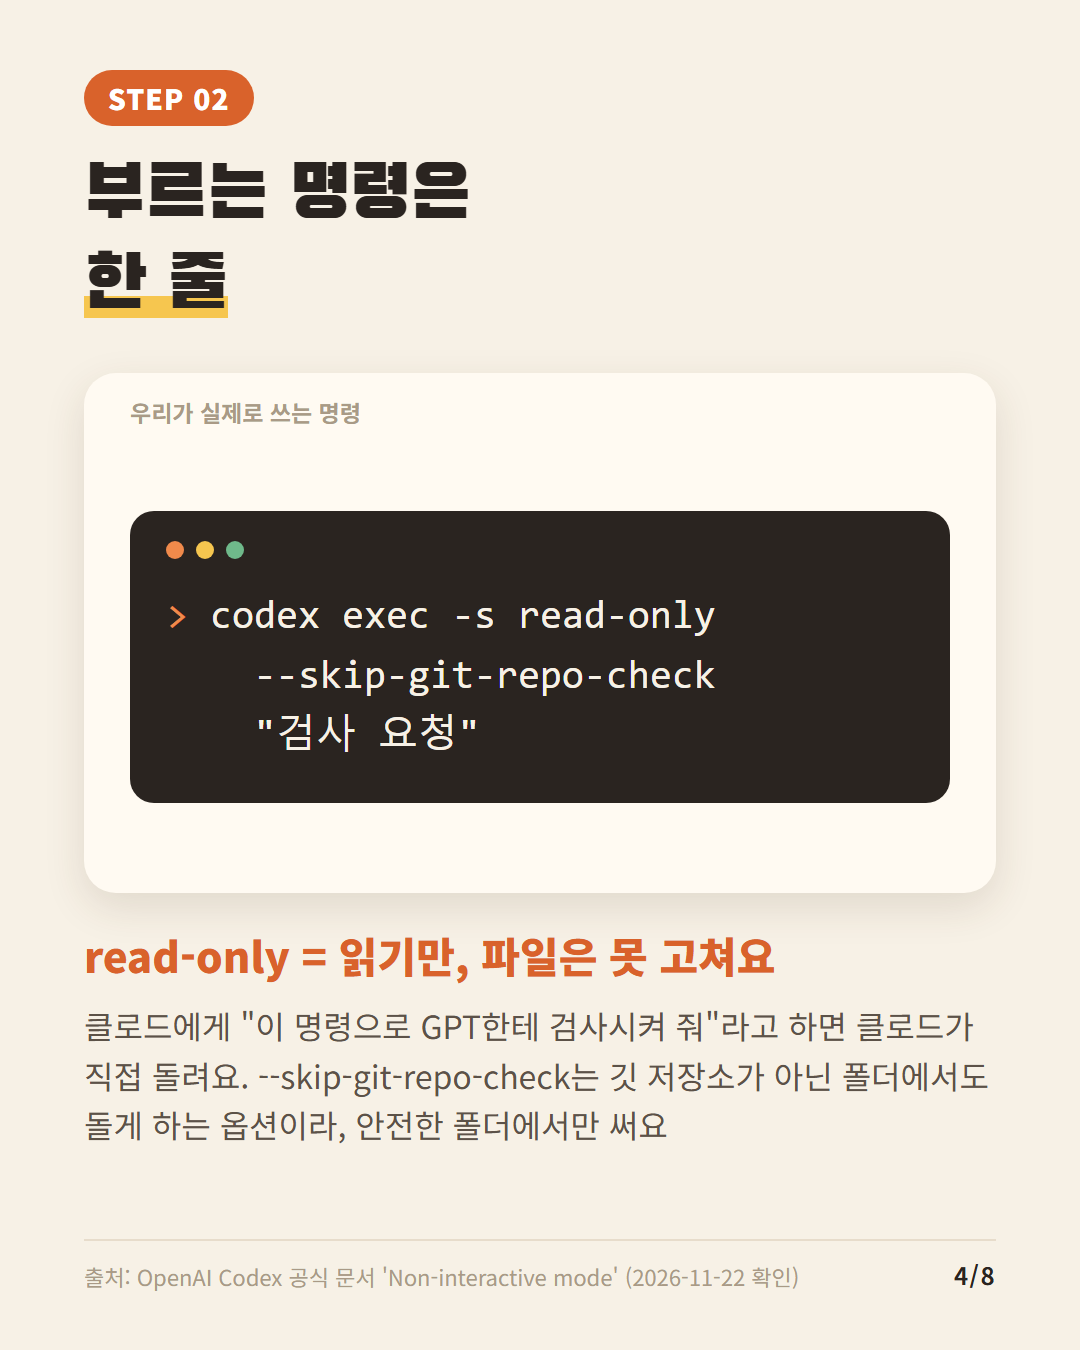 STEP 02
부르는 명령은
한 줄
우리가 실제로 쓰는 명령
> codex exec -s read-only
--skip-git-repo-check
"검사 요청"
read-only = 읽기만, 파일은 못 고쳐요
클로드에게 "이 명령으로 GPT한테 검사시켜 줘"라고 하면 클로드가
직접 돌려요. --skip-git-repo-check는 깃 저장소가 아닌 폴더에서도
돌게 하는 옵션이라, 안전한 폴더에서만 써요
출처: OpenAI Codex 공식 문서 'Non-interactive mode' (2026-11-22 확인)
4/8